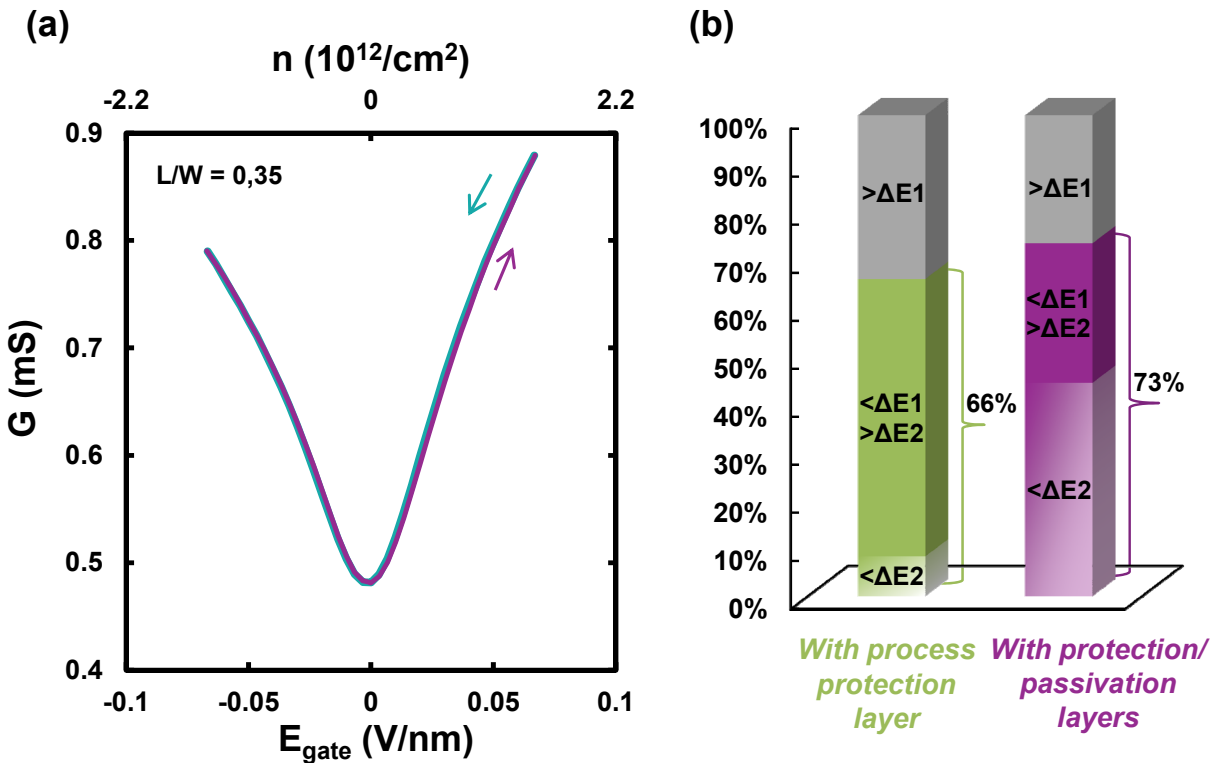 (a)
n (10¹²/cm²)
-2.2 0 2.2
0.9
0.8
0.7
0.6
0.5
0.4
G (mS)
L/W = 0,35
-0.1 -0.05 0 0.05 0.1
E_gate (V/nm)
(b)
100%
90%
80%
70%
60%
50%
40%
30%
20%
10%
0%
>ΔE1
<ΔE1
>ΔE2
<ΔE2
66%
>ΔE1
<ΔE1
>ΔE2
<ΔE2
73%
With process
protection
layer
With protection/
passivation
layers